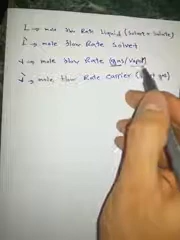 L → mole flow Rate Liquid (Solute + Solvent)
L' → mole flow Rate Solvent
V → mole flow Rate (gas/vapor)
V' → mole flow Rate carrier gas)